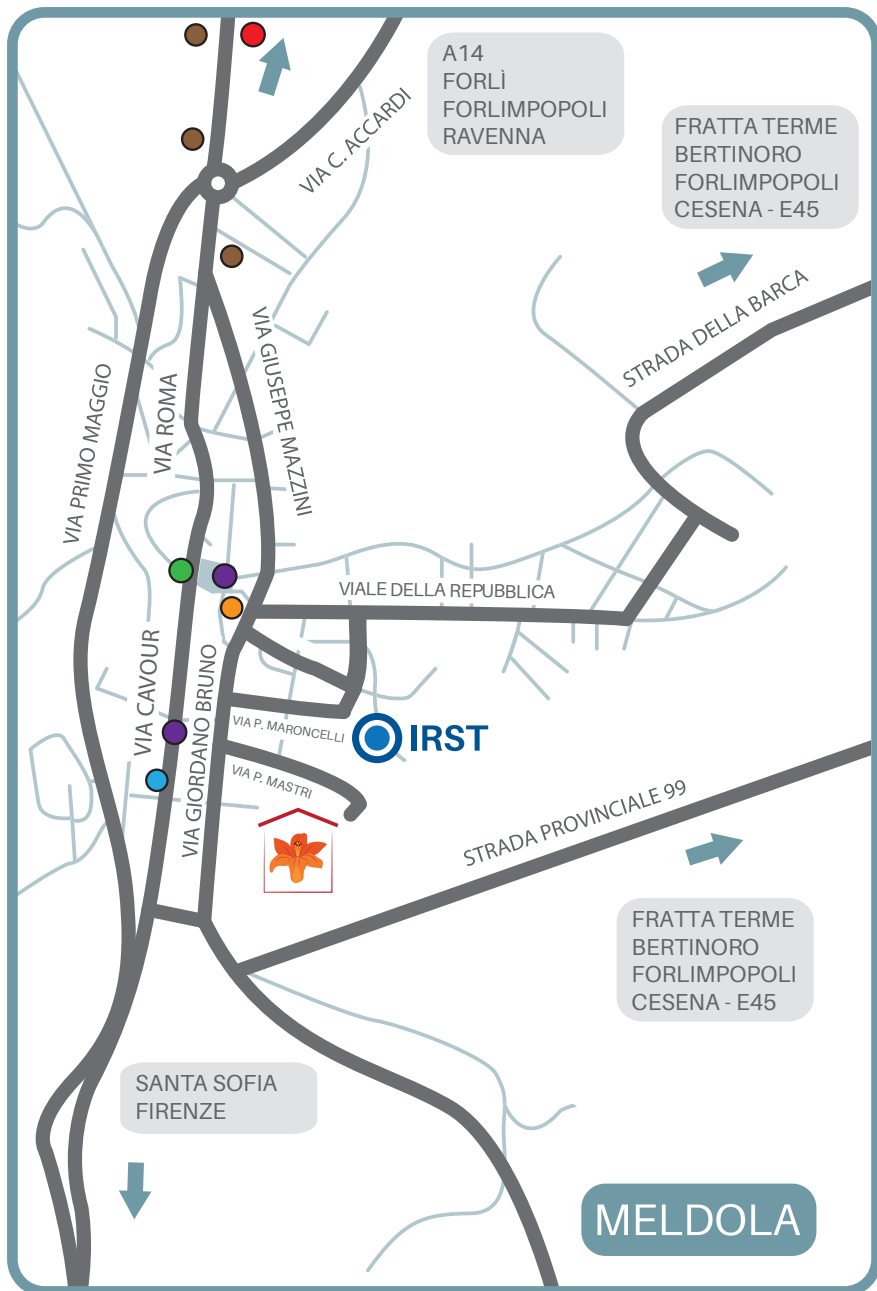 A14
FORLÌ
FORLIMPOPOLI
RAVENNA
VIA C. ACCARDI
FRATTA TERME
BERTINORO
FORLIMPOPOLI
CESENA - E45
STRADA DELLA BARCA
VIA GIUSEPPE MAZZINI
VIA PRIMO MAGGIO
VIA ROMA
VIALE DELLA REPUBBLICA
VIA CAVOUR
VIA GIORDANO BRUNO
VIA P. MARONCELLI
IRST
VIA P. MASTRI
STRADA PROVINCIALE 99
FRATTA TERME
BERTINORO
FORLIMPOPOLI
CESENA - E45
SANTA SOFIA
FIRENZE
MELDOLA